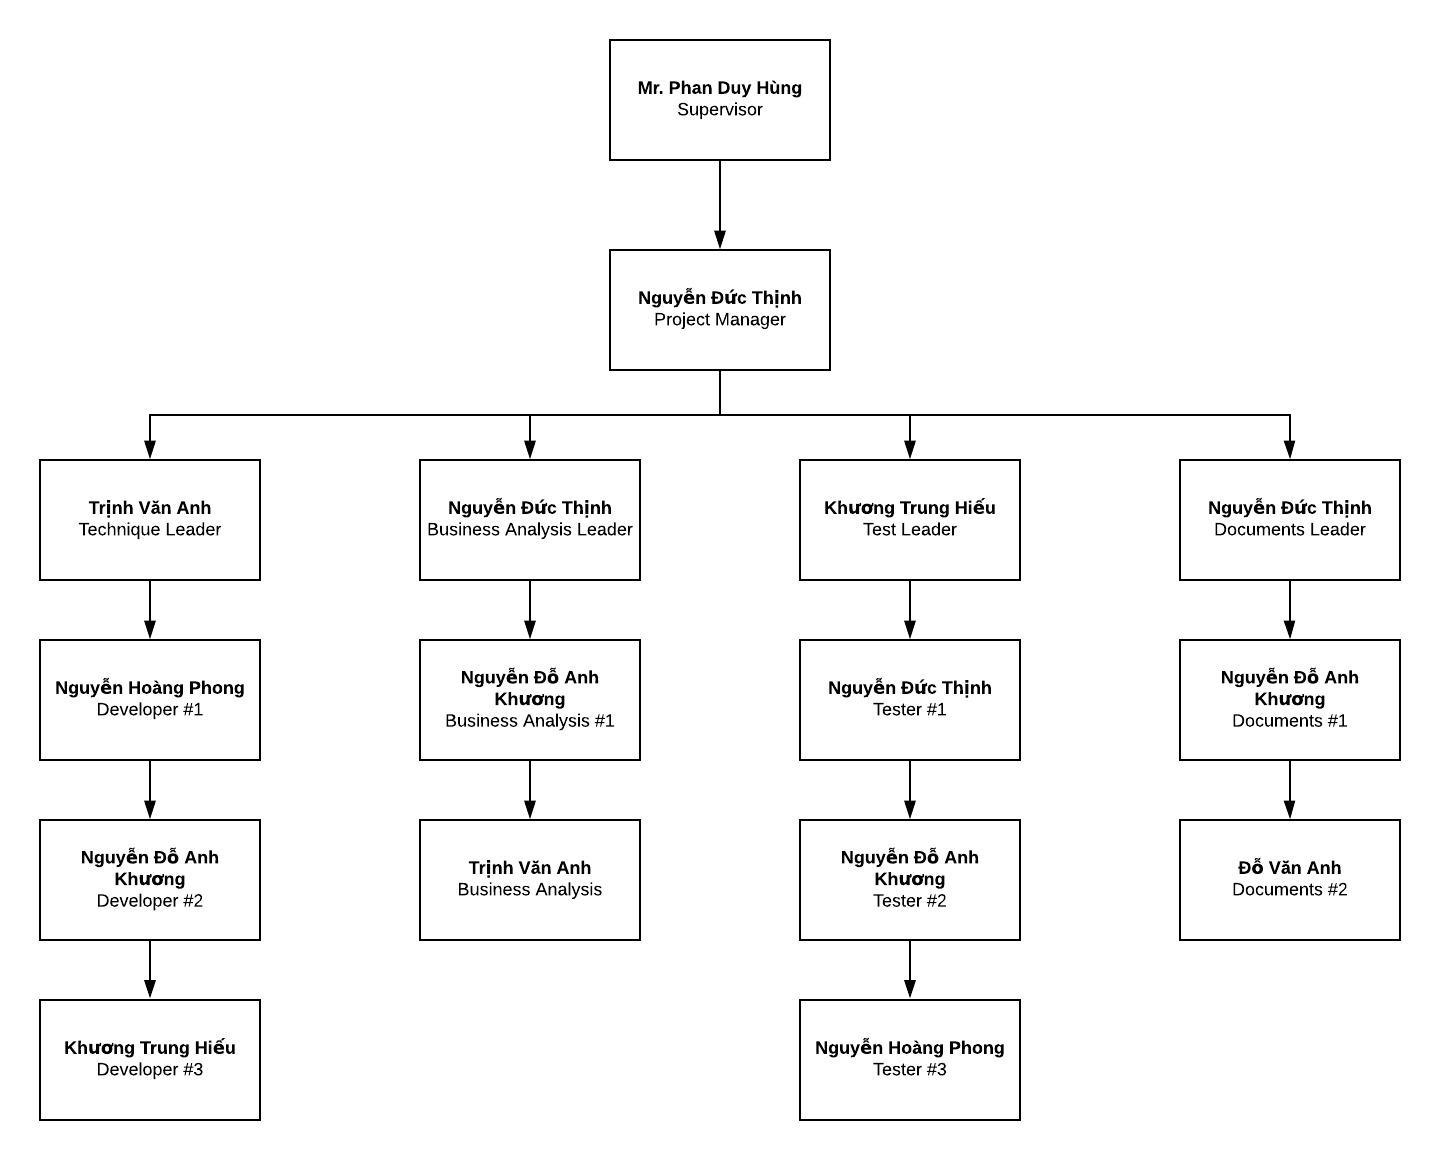 Mr. Phan Duy Hùng
Supervisor
Nguyễn Đức Thịnh
Project Manager
Trịnh Văn Anh
Technique Leader
Nguyễn Đức Thịnh
Business Analysis Leader
Khương Trung Hiếu
Test Leader
Nguyễn Đức Thịnh
Documents Leader
Nguyễn Hoàng Phong
Developer #1
Nguyễn Đỗ Anh
Khương
Business Analysis #1
Nguyễn Đức Thịnh
Tester #1
Nguyễn Đỗ Anh
Khương
Documents #1
Nguyễn Đỗ Anh
Khương
Developer #2
Trịnh Văn Anh
Business Analysis
Nguyễn Đỗ Anh
Khương
Tester #2
Đỗ Văn Anh
Documents #2
Khương Trung Hiếu
Developer #3
Nguyễn Hoàng Phong
Tester #3